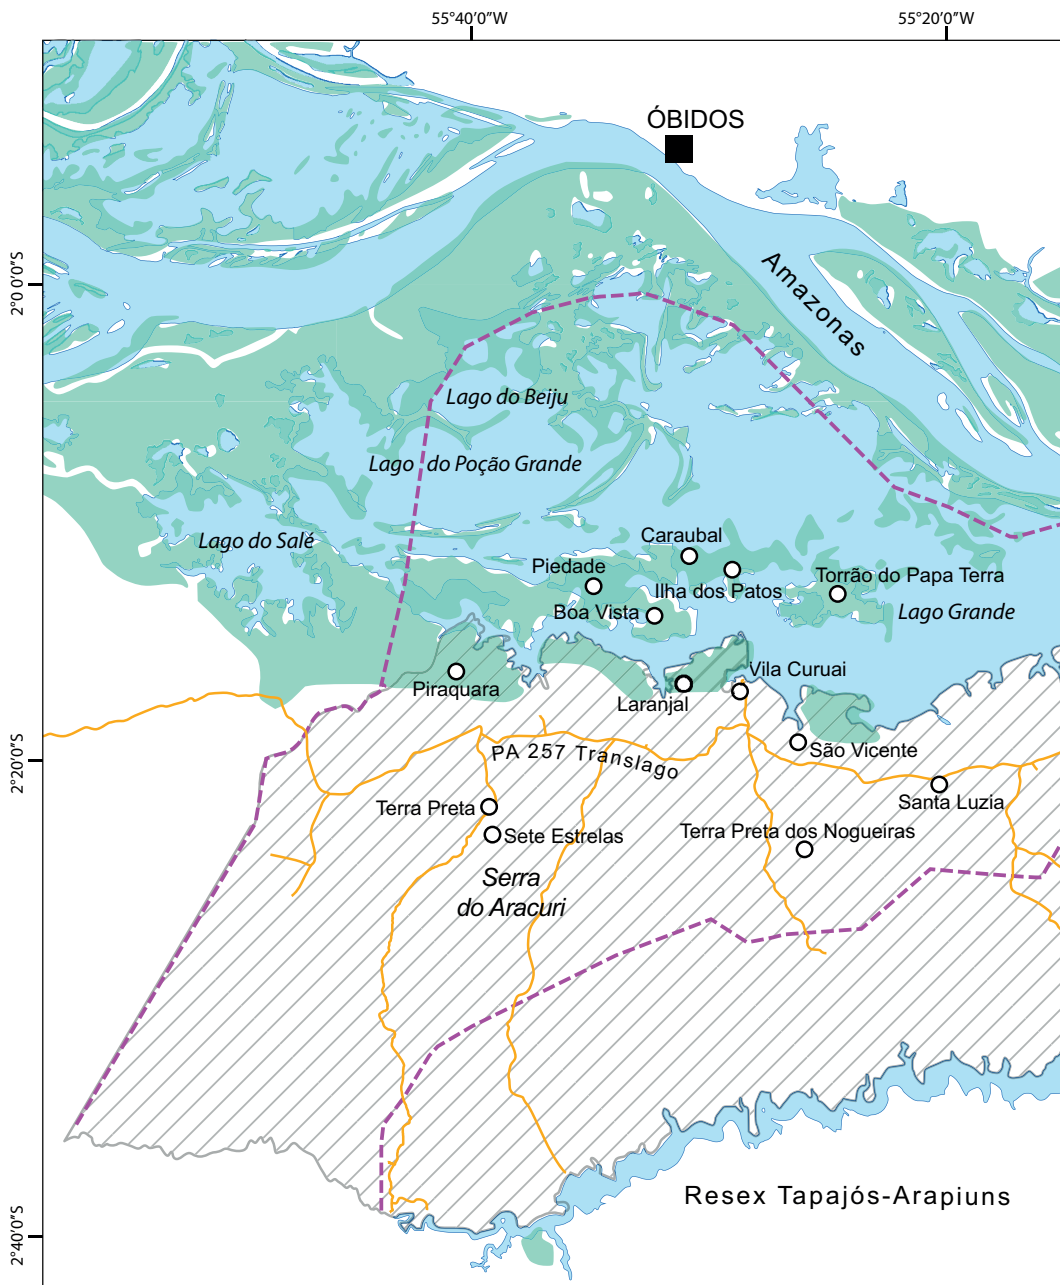 55°40'0"W
55°20'0"W
ÓBIDOS
2°0'0"S
Amazonas
Lago do Beiju
Lago do Poção Grande
Lago do Salé
Caraubal
Piedade
Ilha dos Patos
Torrão do Papa Terra
Boa Vista
Lago Grande
Vila Curuai
Piraquara
Laranjal
São Vicente
PA 257 Translago
2°20'0"S
Terra Preta
Santa Luzia
Sete Estrelas
Terra Preta dos Nogueiras
Serra
do Aracuri
Resex Tapajós-Arapiuns
2°40'0"S